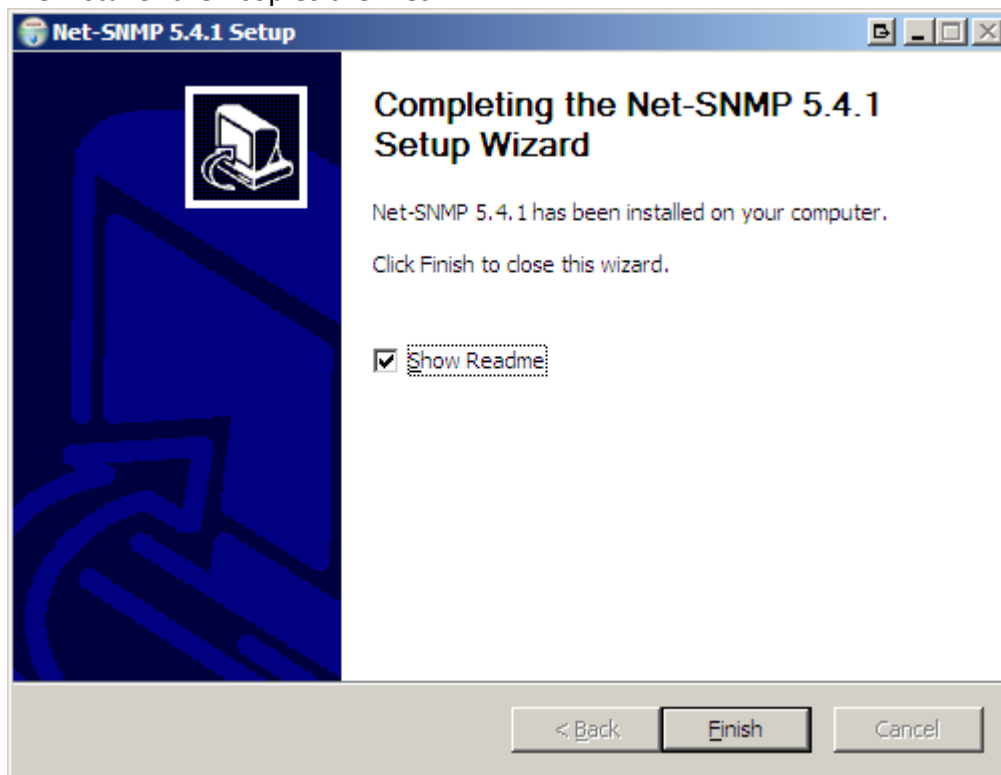 Net-SNMP 5.4.1 Setup
Completing the Net-SNMP 5.4.1
Setup Wizard
Net-SNMP 5.4.1 has been installed on your computer.
Click Finish to close this wizard.
Show Readme
< Back
Finish
Cancel